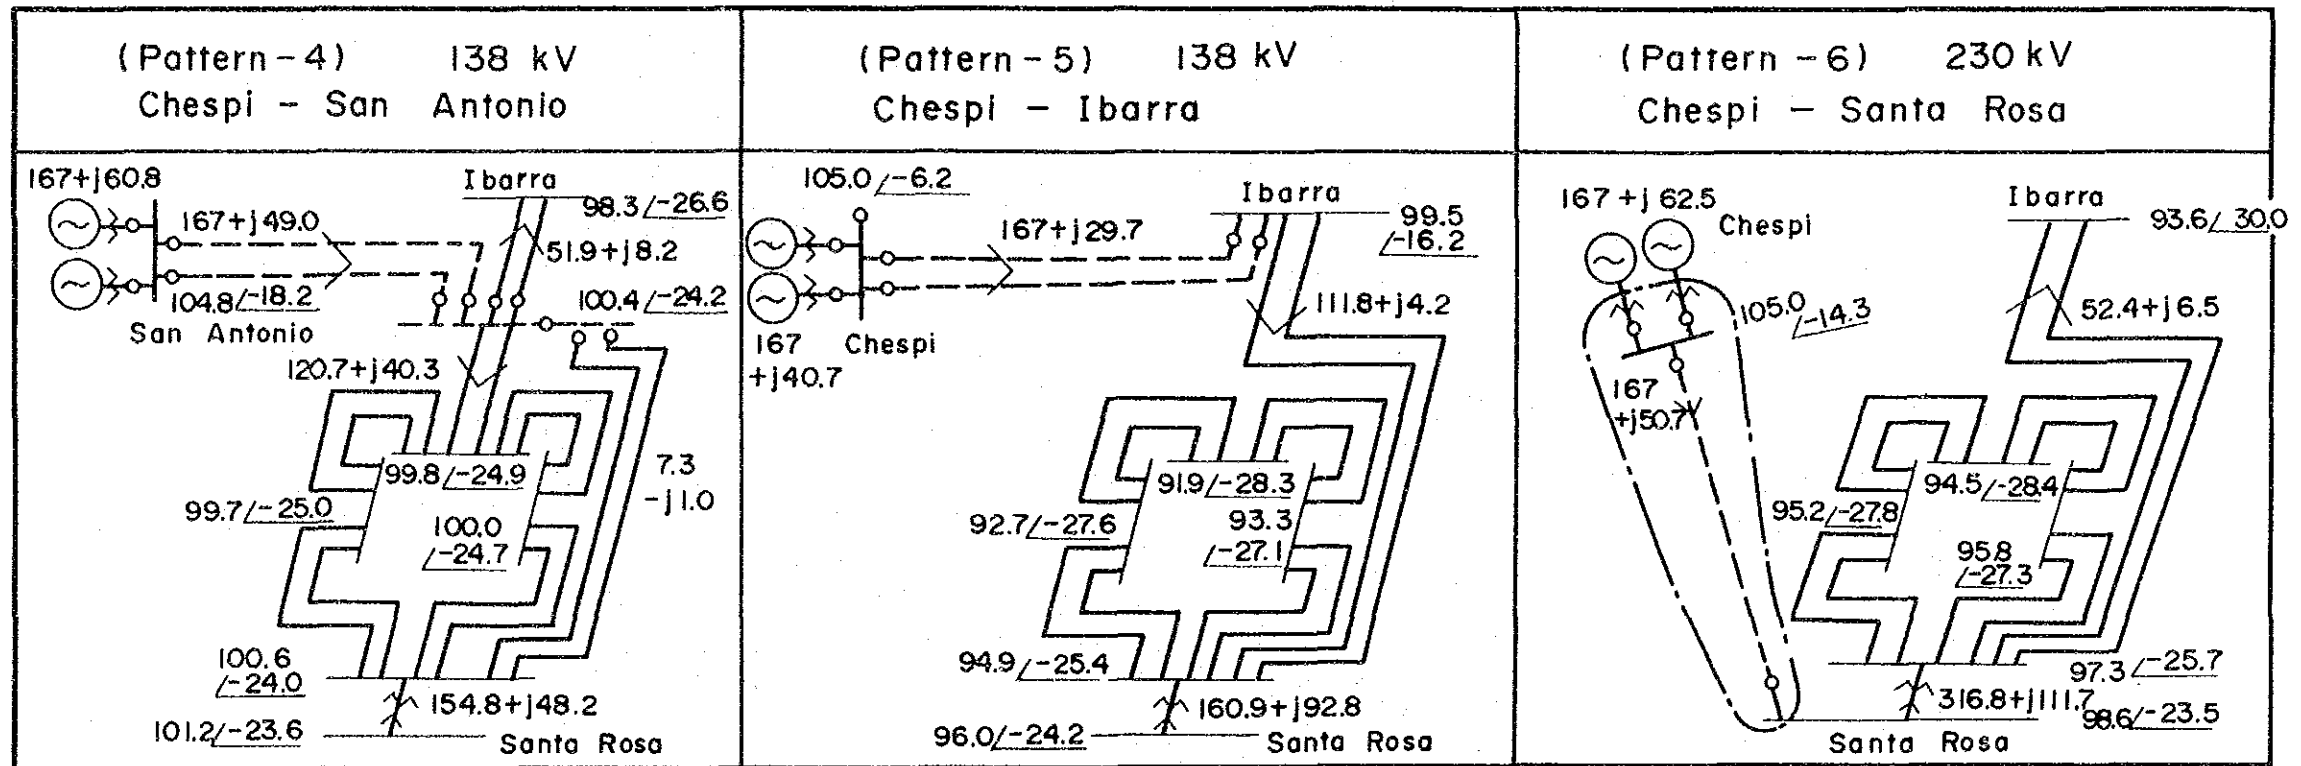 (Pattern - 4) 138 kV
Chespi - San Antonio
167+j60.8
Ibarra
98.3/-26.6
167+j49.0
51.9+j8.2
104.8/-18.2
100.4/-24.2
San Antonio
120.7+j40.3
99.8/-24.9
7.3
-j1.0
99.7/-25.0
100.0
/-24.7
100.6
/-24.0
154.8+j48.2
101.2/-23.6
Santa Rosa
(Pattern - 5) 138 kV
Chespi - Ibarra
105.0/-6.2
Ibarra
99.5
/-16.2
167+j29.7
111.8+j4.2
167
+j40.7
Chespi
91.9/-28.3
92.7/-27.6
93.3
/-27.1
94.9/-25.4
160.9+j92.8
96.0/-24.2
Santa Rosa
(Pattern - 6) 230 kV
Chespi - Santa Rosa
167+j62.5
Chespi
Ibarra
93.6/30.0
105.0
/-14.3
52.4+j6.5
167
+j50.7
94.5/-28.4
95.2/-27.8
95.8
/-27.3
97.3/-25.7
316.8+j111.7
98.6/-23.5
Santa Rosa